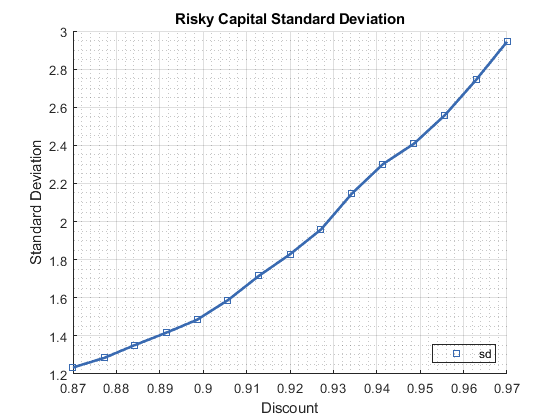 Risky Capital Standard Deviation
3
2.8
2.6
2.4
2.2
2
1.8
1.6
1.4
1.2
Standard Deviation
sd
0.87 0.88 0.89 0.9 0.91 0.92 0.93 0.94 0.95 0.96 0.97
Discount